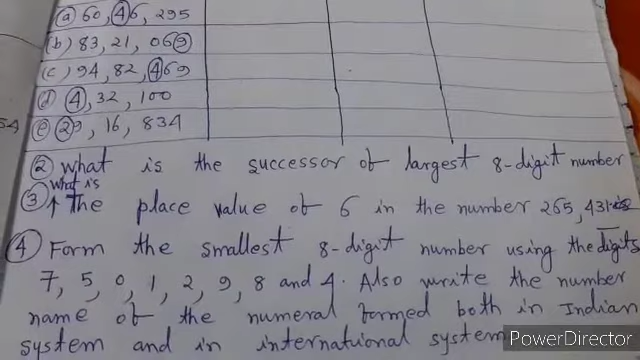 (a) 60, 46, 295
(b) 83, 21, 069
(c) 94, 82, 469
(d) 4, 32, 100
(e) 29, 16, 834
54
② What is the successor of largest 8-digit number
What is
③ ↑ The place value of 6 in the number 265, 431
④ Form the smallest 8-digit number using the digits
7, 5, 0, 1, 2, 9, 8 and 4. Also write the number
name of the numeral formed both in Indian
system and in international system
PowerDirector